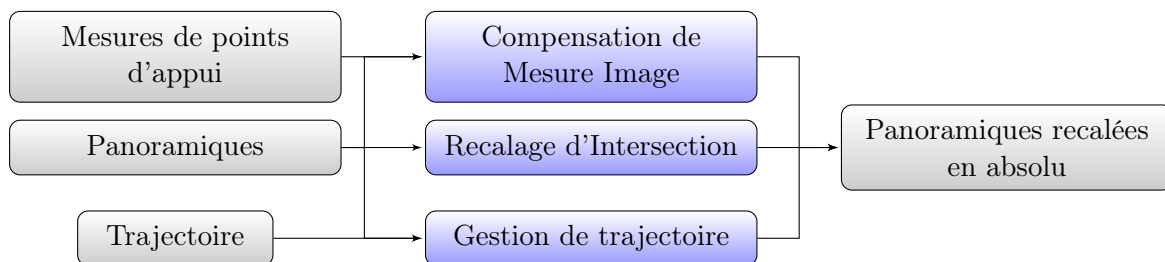 Mesures de points
d'appui
Compensation de
Mesure Image
Panoramiques
Recalage d'Intersection
Panoramiques recalées
en absolu
Trajectoire
Gestion de trajectoire